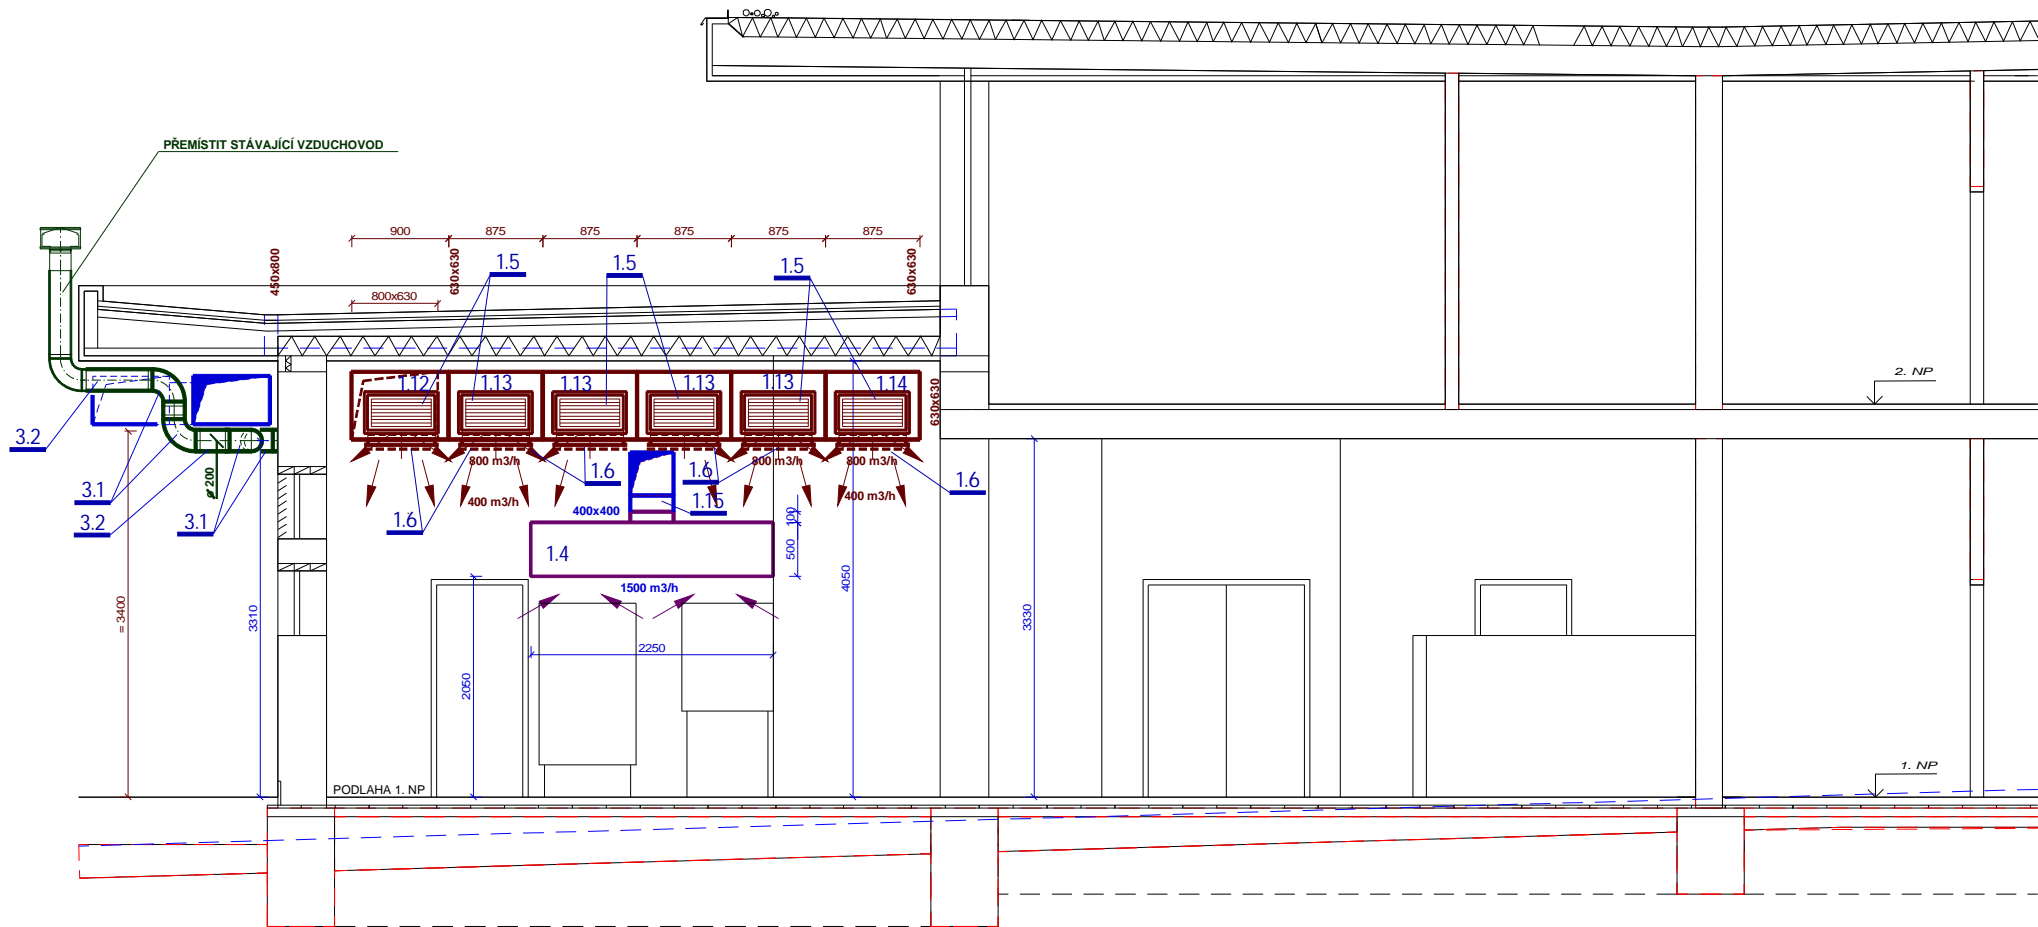 PŘEMÍSTIT STÁVAJÍCÍ VZDUCHOVOD
900 875 875 875 875 875
450x800
630x630
630x630
1.5 1.5 1.5
800x630
1.12 1.13 1.13 1.13 1.13 1.14
630x630
2. NP
3.2
800 m3/h 800 m3/h 800 m3/h
1.6 1.6 1.6
3.1
ø 200
400 m3/h 400 m3/h
1.15
400x400
100
3.2 3.1 1.6
1.4
500
1500 m3/h
4050
= 3400
3310
3330
2250
2050
1. NP
PODLAHA 1. NP